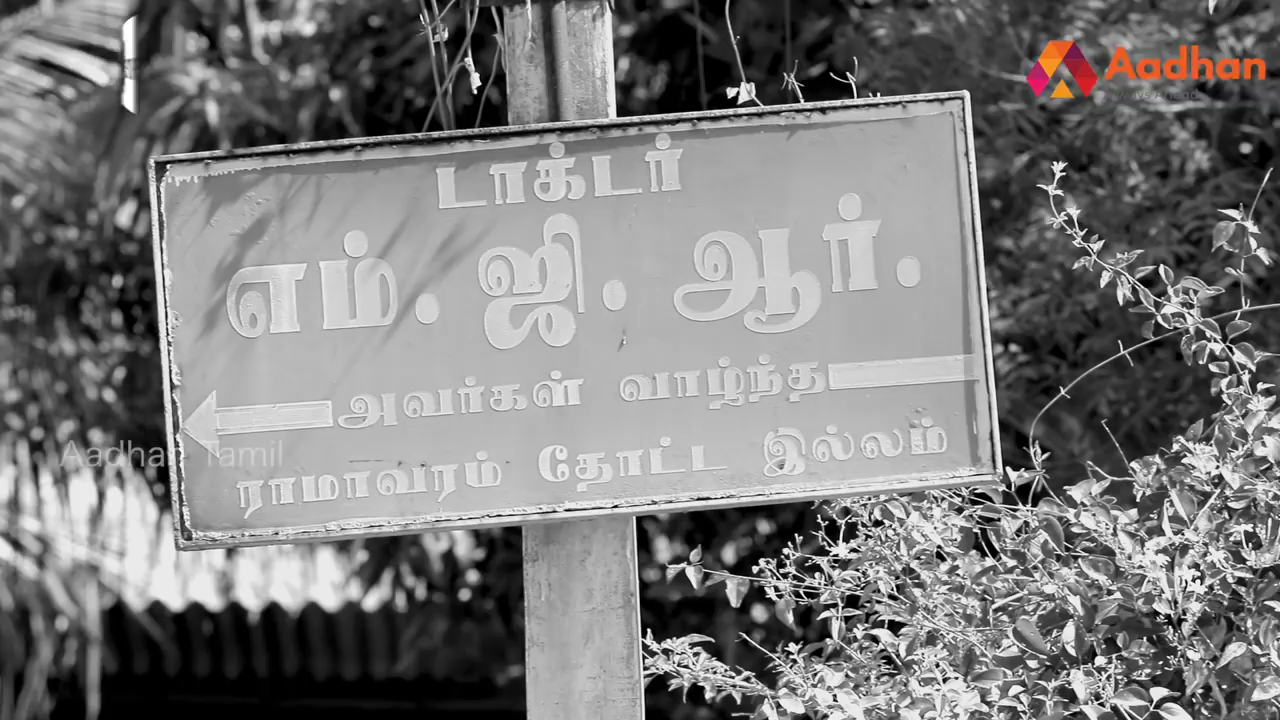 Aadhan
டாக்டர்
எம். ஜி. ஆர்.
அவர்கள் வாழ்ந்த
ராமாவரம் தோட்ட இல்லம்
Aadhan Tamil